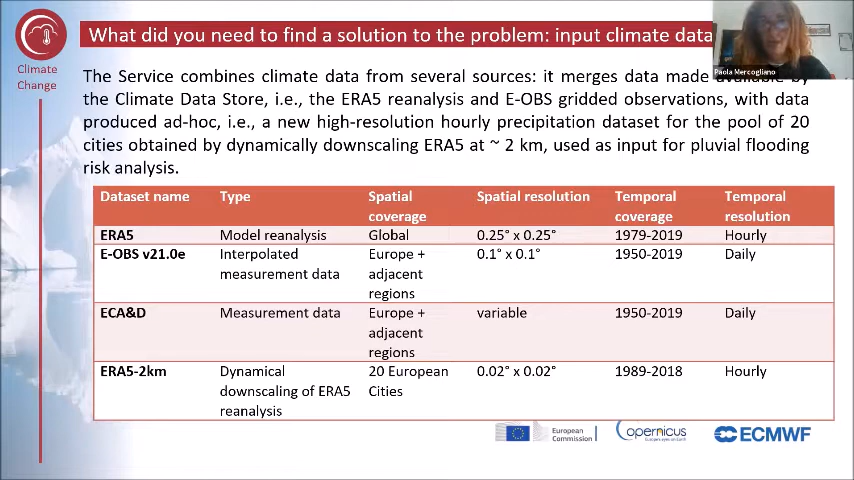 Climate
Change
What did you need to find a solution to the problem: input climate data
Paola Mercogliano
The Service combines climate data from several sources: it merges data made available by
the Climate Data Store, i.e., the ERA5 reanalysis and E-OBS gridded observations, with data
produced ad-hoc, i.e., a new high-resolution hourly precipitation dataset for the pool of 20
cities obtained by dynamically downscaling ERA5 at ~ 2 km, used as input for pluvial flooding
risk analysis.
Dataset name Type Spatial coverage Spatial resolution Temporal coverage Temporal resolution
ERA5 Model reanalysis Global 0.25° x 0.25° 1979-2019 Hourly
E-OBS v21.0e Interpolated measurement data Europe + adjacent regions 0.1° x 0.1° 1950-2019 Daily
ECA&D Measurement data Europe + adjacent regions variable 1950-2019 Daily
ERA5-2km Dynamical downscaling of ERA5 reanalysis 20 European Cities 0.02° x 0.02° 1989-2018 Hourly
European
Commission
opernicus
Europe's eyes on Earth
ECMWF